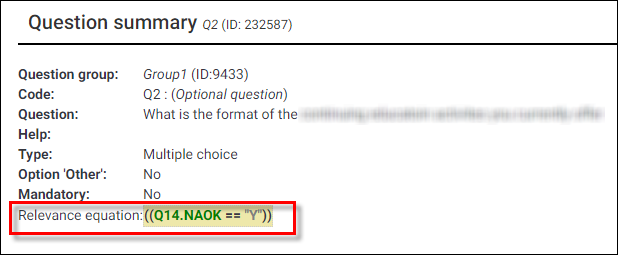 Question summary Q2 (ID: 232587)
Question group: Group1 (ID:9433)
Code: Q2 : (Optional question)
Question: What is the format of the
Help:
Type: Multiple choice
Option 'Other': No
Mandatory: No
Relevance equation:((Q14.NAOK == "Y"))